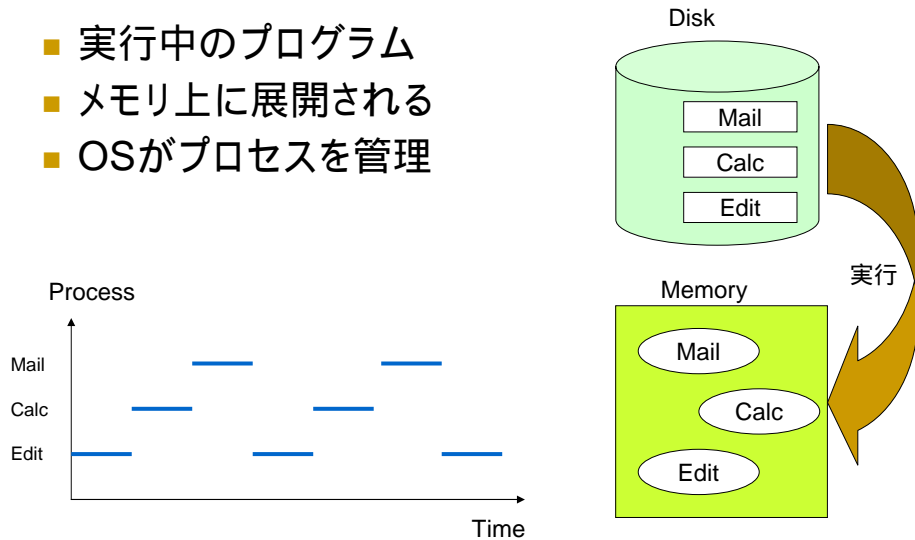 実行中のプログラム
メモリ上に展開される
OSがプロセスを管理
Disk
Mail
Calc
Edit
実行
Memory
Mail
Calc
Edit
Process
Mail
Calc
Edit
Time